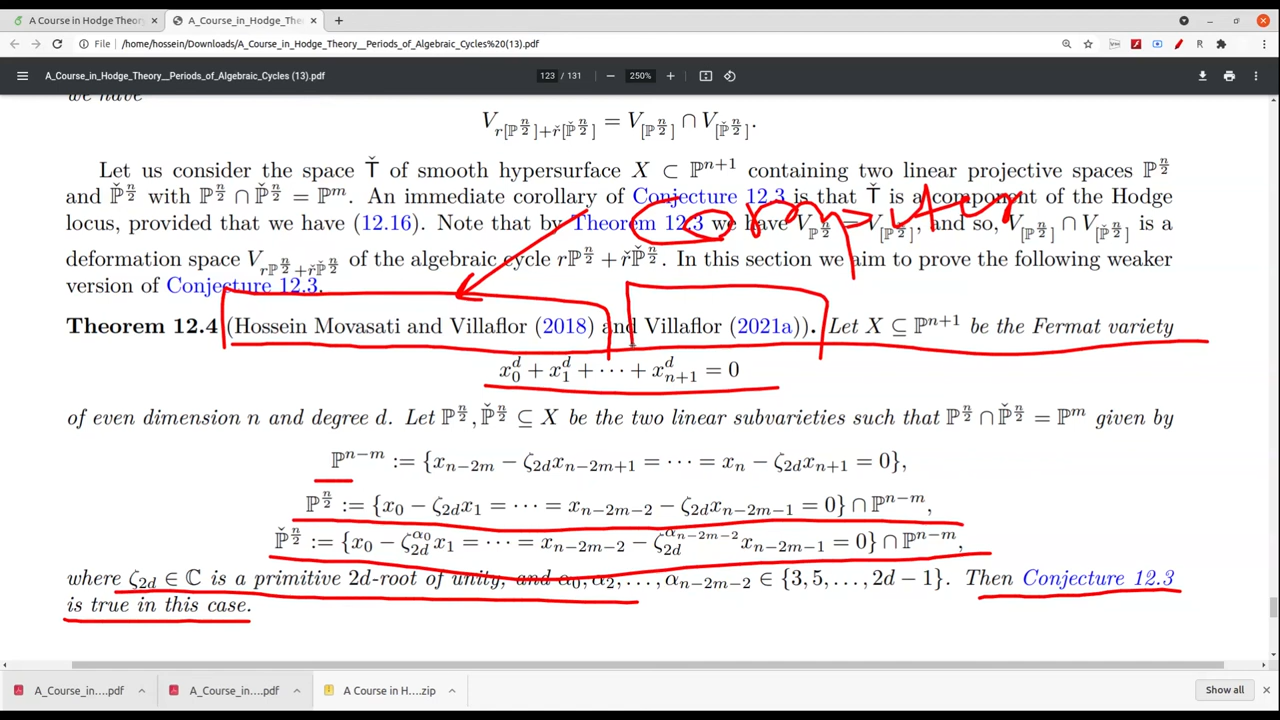 A Course in Hodge Theory
A_Course_in_Hodge_Theory__
File /home/hossein/Downloads/A_Course_in_Hodge_Theory__Periods_of_Algebraic_Cycles%20(13).pdf
A_Course_in_Hodge_Theory__Periods_of_Algebraic_Cycles (13).pdf 123 / 131 — 250% +
we have
V_{r[ℙ^{n/2}]+ř[ℙ̌^{n/2}]} = V_{[ℙ^{n/2}]} ∩ V_{[ℙ̌^{n/2}]}.
Let us consider the space Ť of smooth hypersurface X ⊂ ℙ^{n+1} containing two linear projective spaces ℙ^{n/2}
and ℙ̌^{n/2} with ℙ^{n/2} ∩ ℙ̌^{n/2} = ℙ^m. An immediate corollary of Conjecture 12.3 is that Ť is a component of the Hodge
locus, provided that we have (12.16). Note that by Theorem 12.3 we have V_{ℙ^{n/2}} = V_{[ℙ^{n/2}]}, and so, V_{[ℙ^{n/2}]} ∩ V_{[ℙ̌^{n/2}]} is a
deformation space V_{rℙ^{n/2}+řℙ̌^{n/2}} of the algebraic cycle rℙ^{n/2} + řℙ̌^{n/2}. In this section we aim to prove the following weaker
version of Conjecture 12.3.
Theorem 12.4 (Hossein Movasati and Villaflor (2018) and Villaflor (2021a)). Let X ⊆ ℙ^{n+1} be the Fermat variety
x_0^d + x_1^d + ··· + x_{n+1}^d = 0
of even dimension n and degree d. Let ℙ^{n/2}, ℙ̌^{n/2} ⊆ X be the two linear subvarieties such that ℙ^{n/2} ∩ ℙ̌^{n/2} = ℙ^m given by
ℙ^{n−m} := {x_{n−2m} − ζ_{2d}x_{n−2m+1} = ··· = x_n − ζ_{2d}x_{n+1} = 0},
ℙ^{n/2} := {x_0 − ζ_{2d}x_1 = ··· = x_{n−2m−2} − ζ_{2d}x_{n−2m−1} = 0} ∩ ℙ^{n−m},
ℙ̌^{n/2} := {x_0 − ζ_{2d}^{α_0}x_1 = ··· = x_{n−2m−2} − ζ_{2d}^{α_{n−2m−2}}x_{n−2m−1} = 0} ∩ ℙ^{n−m},
where ζ_{2d} ∈ ℂ is a primitive 2d-root of unity, and α_0, α_2, . . . , α_{n−2m−2} ∈ {3, 5, . . . , 2d − 1}. Then Conjecture 12.3
is true in this case.
A_Course_in....pdf A_Course_in....pdf A Course in H....zip Show all